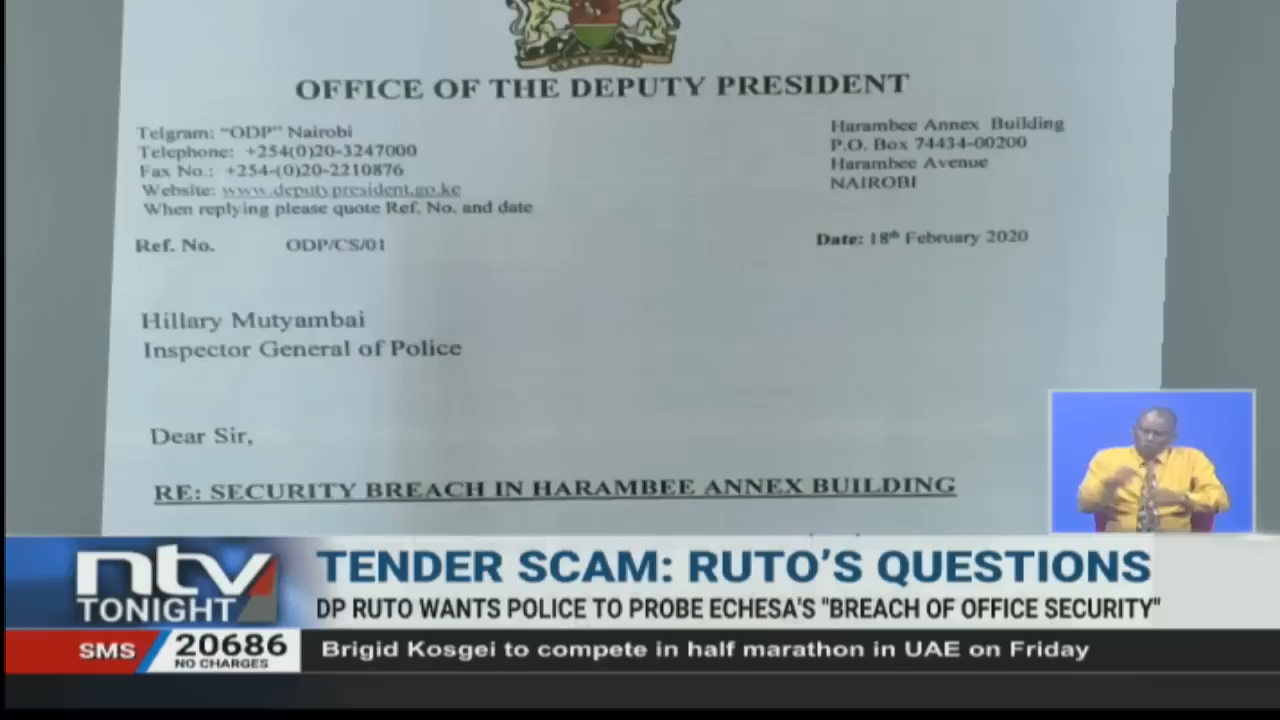 OFFICE OF THE DEPUTY PRESIDENT
Telgram: "ODP" Nairobi
Telephone: +254(0)20-3247000
Fax No.: +254-(0)20-2210876
Website: www.deputypresident.go.ke
When replying please quote Ref. No. and date
Harambee Annex Building
P.O. Box 74434-00200
Harambee Avenue
NAIROBI
Ref. No. ODP/CS/01
Date: 18th February 2020
Hillary Mutyambai
Inspector General of Police
Dear Sir,
RE: SECURITY BREACH IN HARAMBEE ANNEX BUILDING
ntv
TONIGHT
TENDER SCAM: RUTO'S QUESTIONS
DP RUTO WANTS POLICE TO PROBE ECHESA'S "BREACH OF OFFICE SECURITY"
SMS 20686
NO CHARGES
Brigid Kosgei to compete in half marathon in UAE on Friday